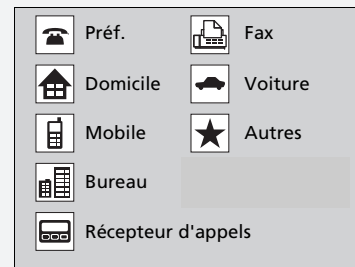 Préf.
Fax
Domicile
Voiture
Mobile
Autres
Bureau
Récepteur d'appels